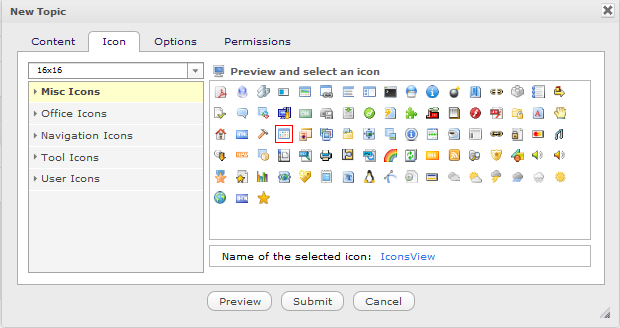 New Topic
Content Icon Options Permissions
16x16
Misc Icons
Office Icons
Navigation Icons
Tool Icons
User Icons
Preview and select an icon
Name of the selected icon: IconsView
Preview Submit Cancel